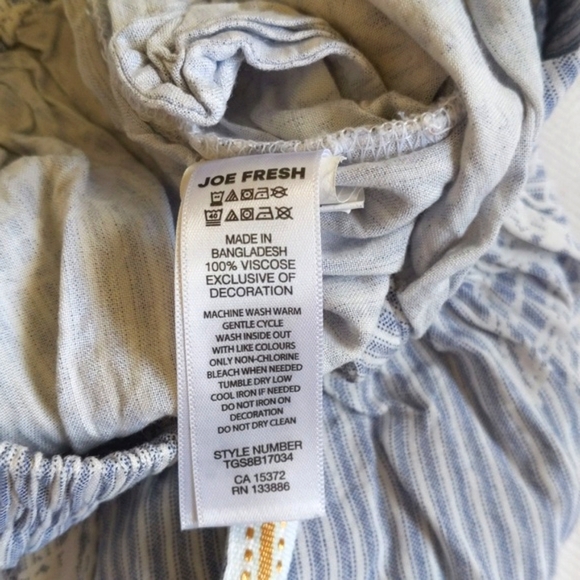 JOE FRESH
40
MADE IN
BANGLADESH
100% VISCOSE
EXCLUSIVE OF
DECORATION
MACHINE WASH WARM
GENTLE CYCLE
WASH INSIDE OUT
WITH LIKE COLOURS
ONLY NON-CHLORINE
BLEACH WHEN NEEDED
TUMBLE DRY LOW
COOL IRON IF NEEDED
DO NOT IRON ON
DECORATION
DO NOT DRY CLEAN
STYLE NUMBER
TGS8B17034
CA 15372
RN 133886